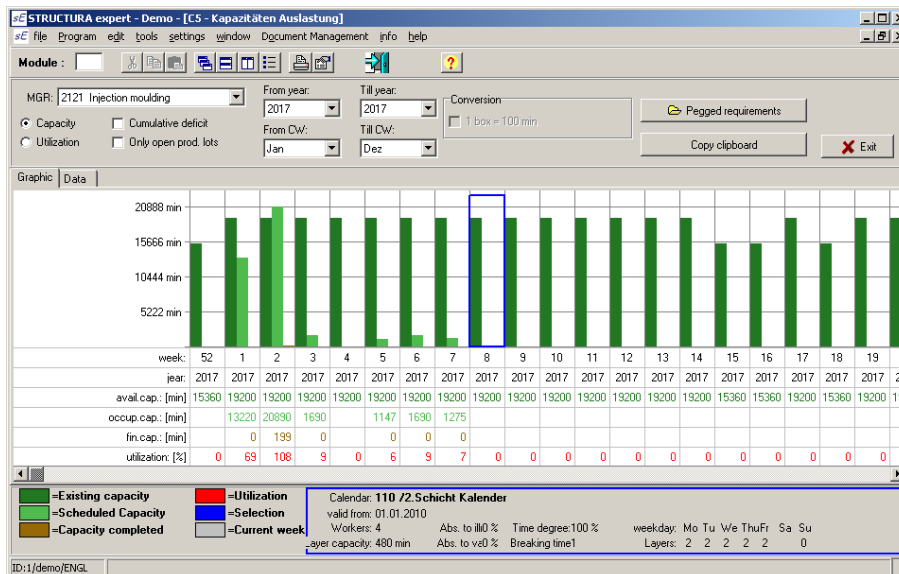 sE STRUCTURA expert - Demo - [C5 - Kapazitäten Auslastung]
sE file Program edit tools settings window Document Management info help
Module :
MGR: 2121 Injection moulding
From year: Till year: Conversion
2017 2017 1 box = 100 min Pegged requirements
Capacity Cumulative deficit
Utilization Only open prod. lots
From CW: Till CW:
Jan Dez Copy clipboard Exit
Graphic Data
20888 min
15666 min
10444 min
5222 min
week: 52 1 2 3 4 5 6 7 8 9 10 11 12 13 14 15 16 17 18 19
jear: 2017 2017 2017 2017 2017 2017 2017 2017 2017 2017 2017 2017 2017 2017 2017 2017 2017 2017 2017 2017 2
avail.cap.: [min] 15360 19200 19200 19200 19200 19200 19200 19200 19200 19200 19200 19200 19200 19200 19200 15360 15360 19200 15360 19200
occup.cap.: [min] 13220 20890 1690 1147 1690 1275
fin.cap.: [min] 0 199 0 0 0 0
utilization: [%] 0 69 108 9 0 6 9 7 0 0 0 0 0 0 0 0 0 0 0 0
=Existing capacity =Utilization Calendar: 110 /2.Schicht Kalender
=Scheduled Capacity =Selection valid from: 01.01.2010
=Capacity completed =Current week Workers: 4 Abs. to illi0 % Time degree:100 % weekday: Mo Tu We ThuFr Sa Su
Layer capacity: 480 min Abs. to va0 % Breaking time1 Layers: 2 2 2 2 2 0
ID:1/demo/ENGL